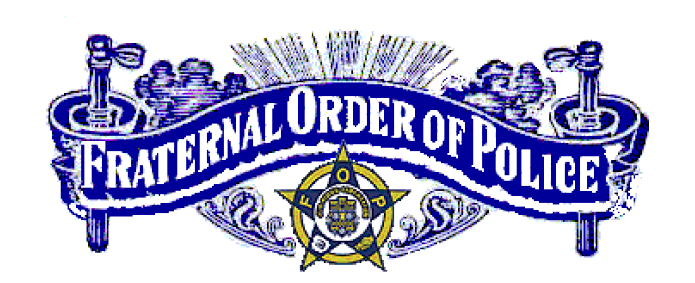 FRATERNAL ORDER OF POLICE
F O P